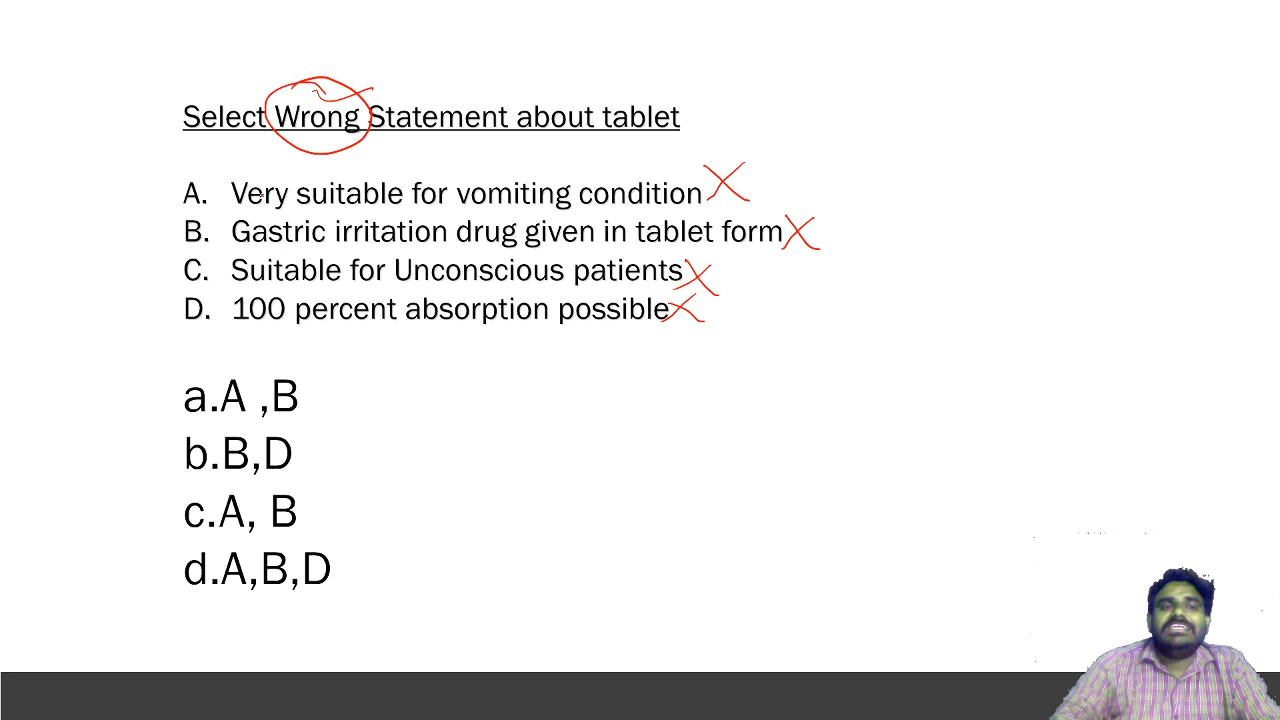 Select Wrong Statement about tablet
A. Very suitable for vomiting condition
B. Gastric irritation drug given in tablet form
C. Suitable for Unconscious patients
D. 100 percent absorption possible
a.A ,B
b.B,D
c.A, B
d.A,B,D